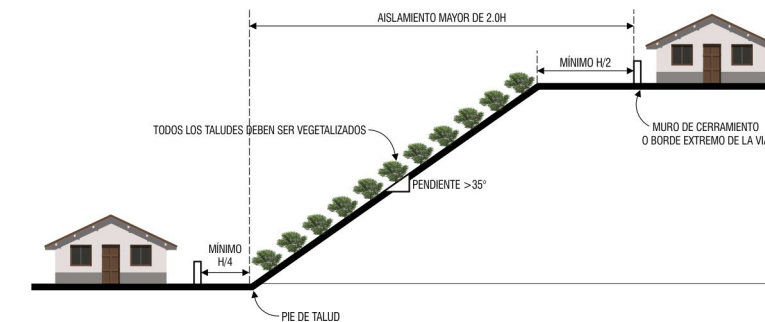 AISLAMIENTO MAYOR DE 2.0H
MÍNIMO H/2
TODOS LOS TALUDES DEBEN SER VEGETALIZADOS
MURO DE CERRAMIENTO
O BORDE EXTREMO DE LA
PENDIENTE >35°
MÍNIMO
H/4
PIE DE TALUD